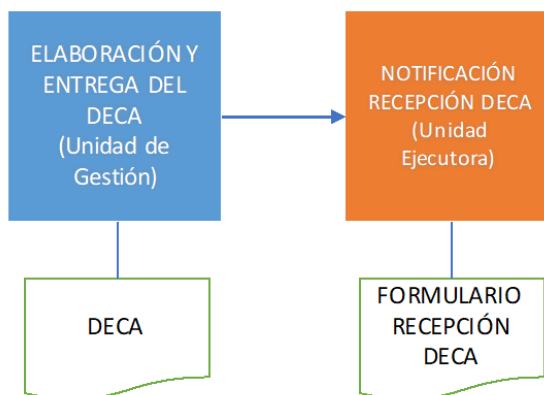 ELABORACIÓN Y
ENTREGA DEL
DECA
(Unidad de
Gestión)
NOTIFICACIÓN
RECEPCIÓN DECA
(Unidad
Ejecutora)
DECA
FORMULARIO
RECEPCIÓN
DECA